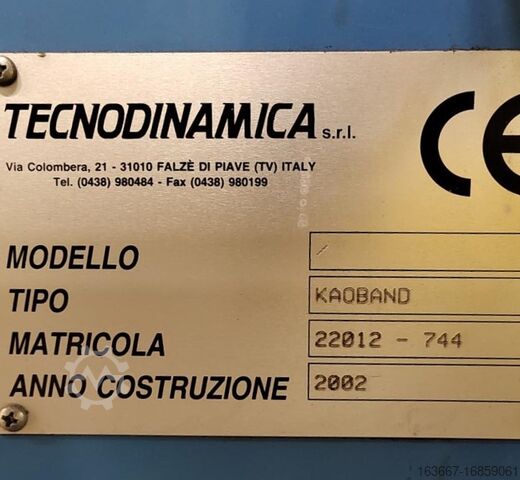 TECNODINAMICA s.r.l.
CE
Via Colombera, 21 - 31010 FALZÈ DI PIAVE (TV) ITALY
Tel. (0438) 980484 - Fax (0438) 980199
MODELLO /
TIPO KAOBAND
MATRICOLA 22012 - 744
ANNO COSTRUZIONE 2002
163667-16859061